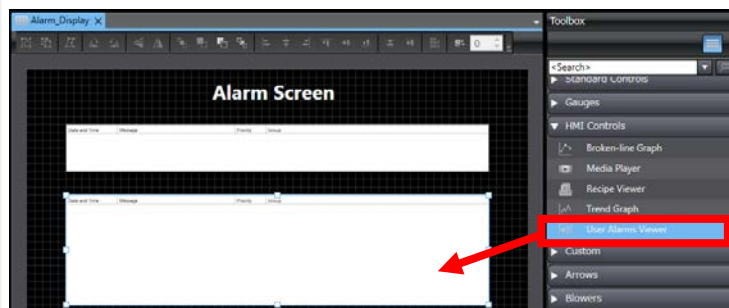 Alarm_Display X
Toolbox
0
<Search>
Standard Controls
Alarm Screen
Gauges
HMI Controls
Date and Time Message Priority Group
Broken-line Graph
Media Player
Recipe Viewer
Date and Time Message Priority Group
Trend Graph
User Alarms Viewer
Custom
Arrows
Blowers